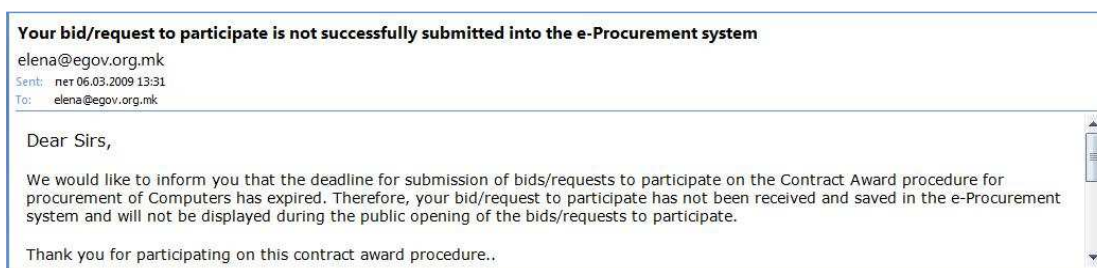 Your bid/request to participate is not successfully submitted into the e-Procurement system
elena@egov.org.mk
Sent: пет 06.03.2009 13:31
To: elena@egov.org.mk
Dear Sirs,
We would like to inform you that the deadline for submission of bids/requests to participate on the Contract Award procedure for
procurement of Computers has expired. Therefore, your bid/request to participate has not been received and saved in the e-Procurement
system and will not be displayed during the public opening of the bids/requests to participate.
Thank you for participating on this contract award procedure..